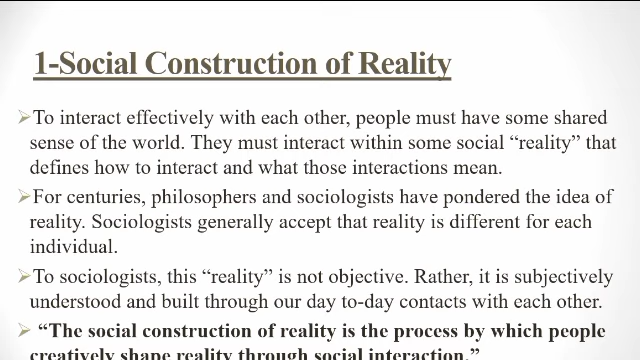 1-Social Construction of Reality
➢To interact effectively with each other, people must have some shared
sense of the world. They must interact within some social “reality” that
defines how to interact and what those interactions mean.
➢For centuries, philosophers and sociologists have pondered the idea of
reality. Sociologists generally accept that reality is different for each
individual.
➢To sociologists, this “reality” is not objective. Rather, it is subjectively
understood and built through our day to-day contacts with each other.
➢ “The social construction of reality is the process by which people
creatively shape reality through social interaction.”